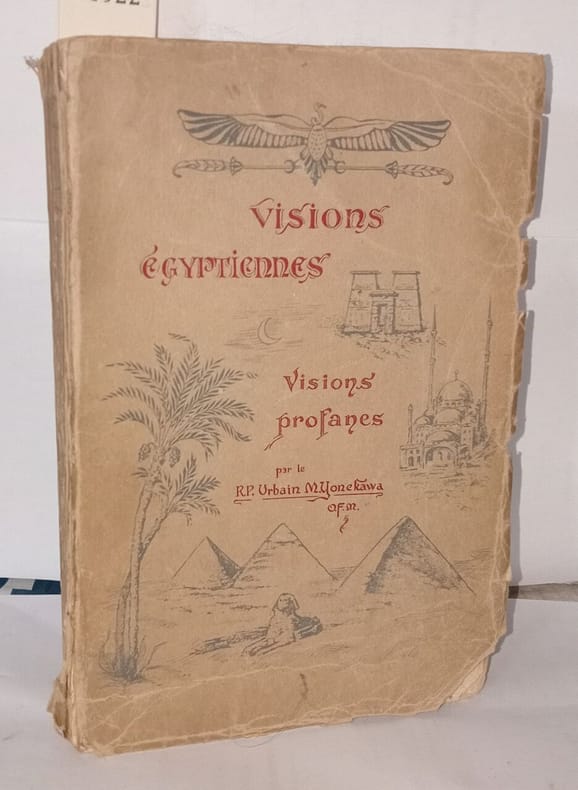 Visions
Égyptiennes
Visions
profanes
par le
R.P. Urbain M. Yonekawa
O.F.M.